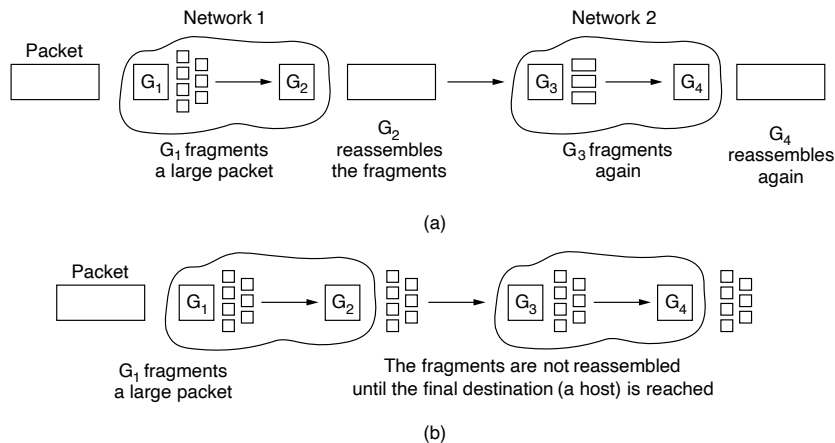 Network 1
Network 2
Packet
G1
G2
G3
G4
G1 fragments
a large packet
G2
reassembles
the fragments
G3 fragments
again
G4
reassembles
again
(a)
Packet
G1
G2
G3
G4
G1 fragments
a large packet
The fragments are not reassembled
until the final destination (a host) is reached
(b)